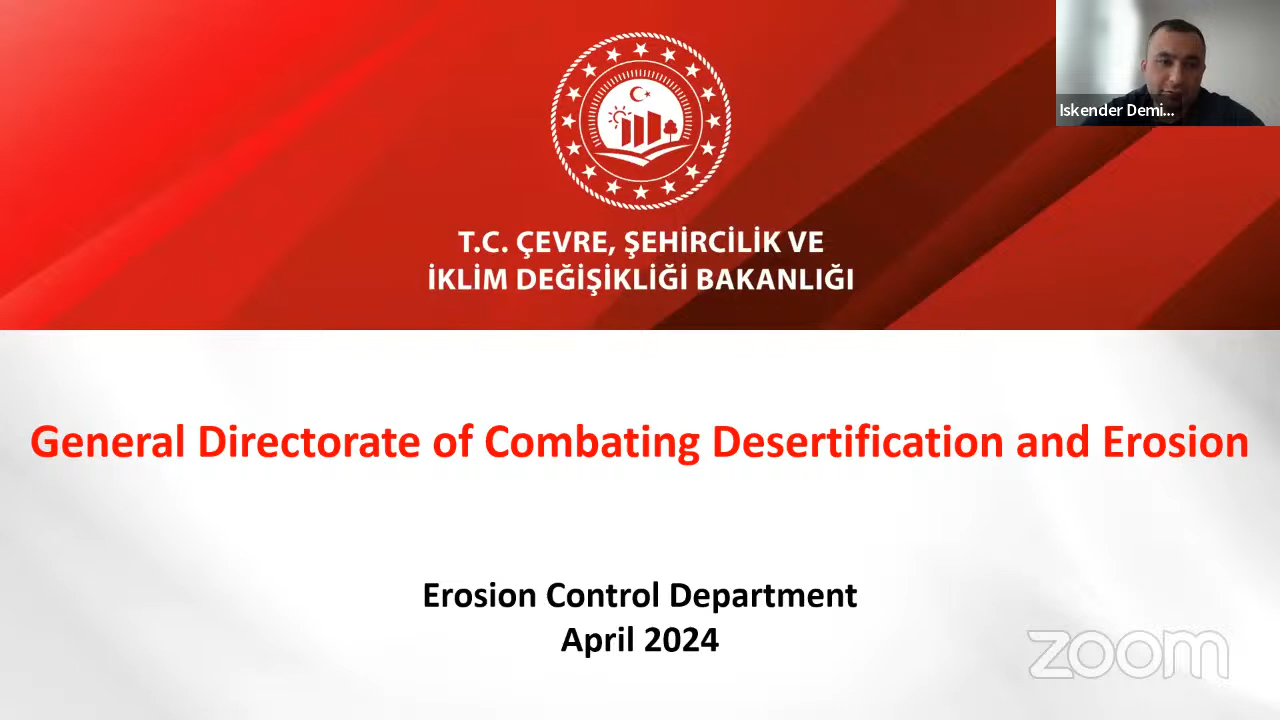 Iskender Demi...
T.C. ÇEVRE, ŞEHİRCİLİK VE
İKLİM DEĞİŞİKLİĞİ BAKANLIĞI
General Directorate of Combating Desertification and Erosion
Erosion Control Department
April 2024
zoom